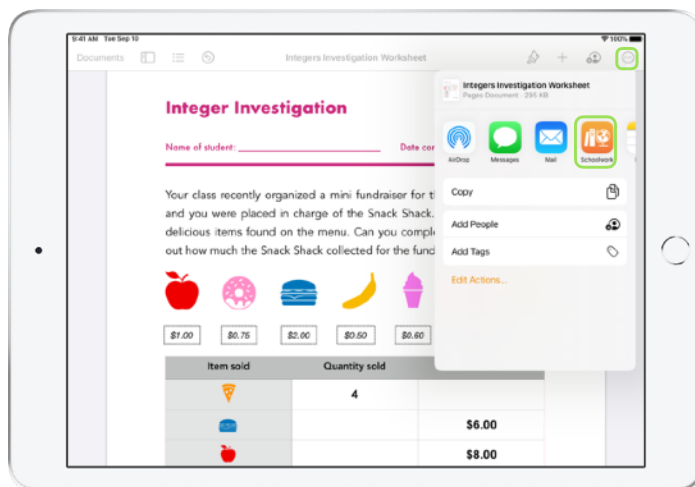 9:41 AM Tue Sep 10
100%
Documents
Integers Investigation Worksheet
Integers Investigation Worksheet
Pages Document · 295 KB
AirDrop
Messages
Mail
Schoolwork
Copy
Add People
Add Tags
Edit Actions...
Integer Investigation
Name of student:
Date cor
Your class recently organized a mini fundraiser for th
and you were placed in charge of the Snack Shack.
delicious items found on the menu. Can you comple
out how much the Snack Shack collected for the fund
$1.00 $0.75 $2.00 $0.50 $0.60
Item sold Quantity sold
4
$6.00
$8.00